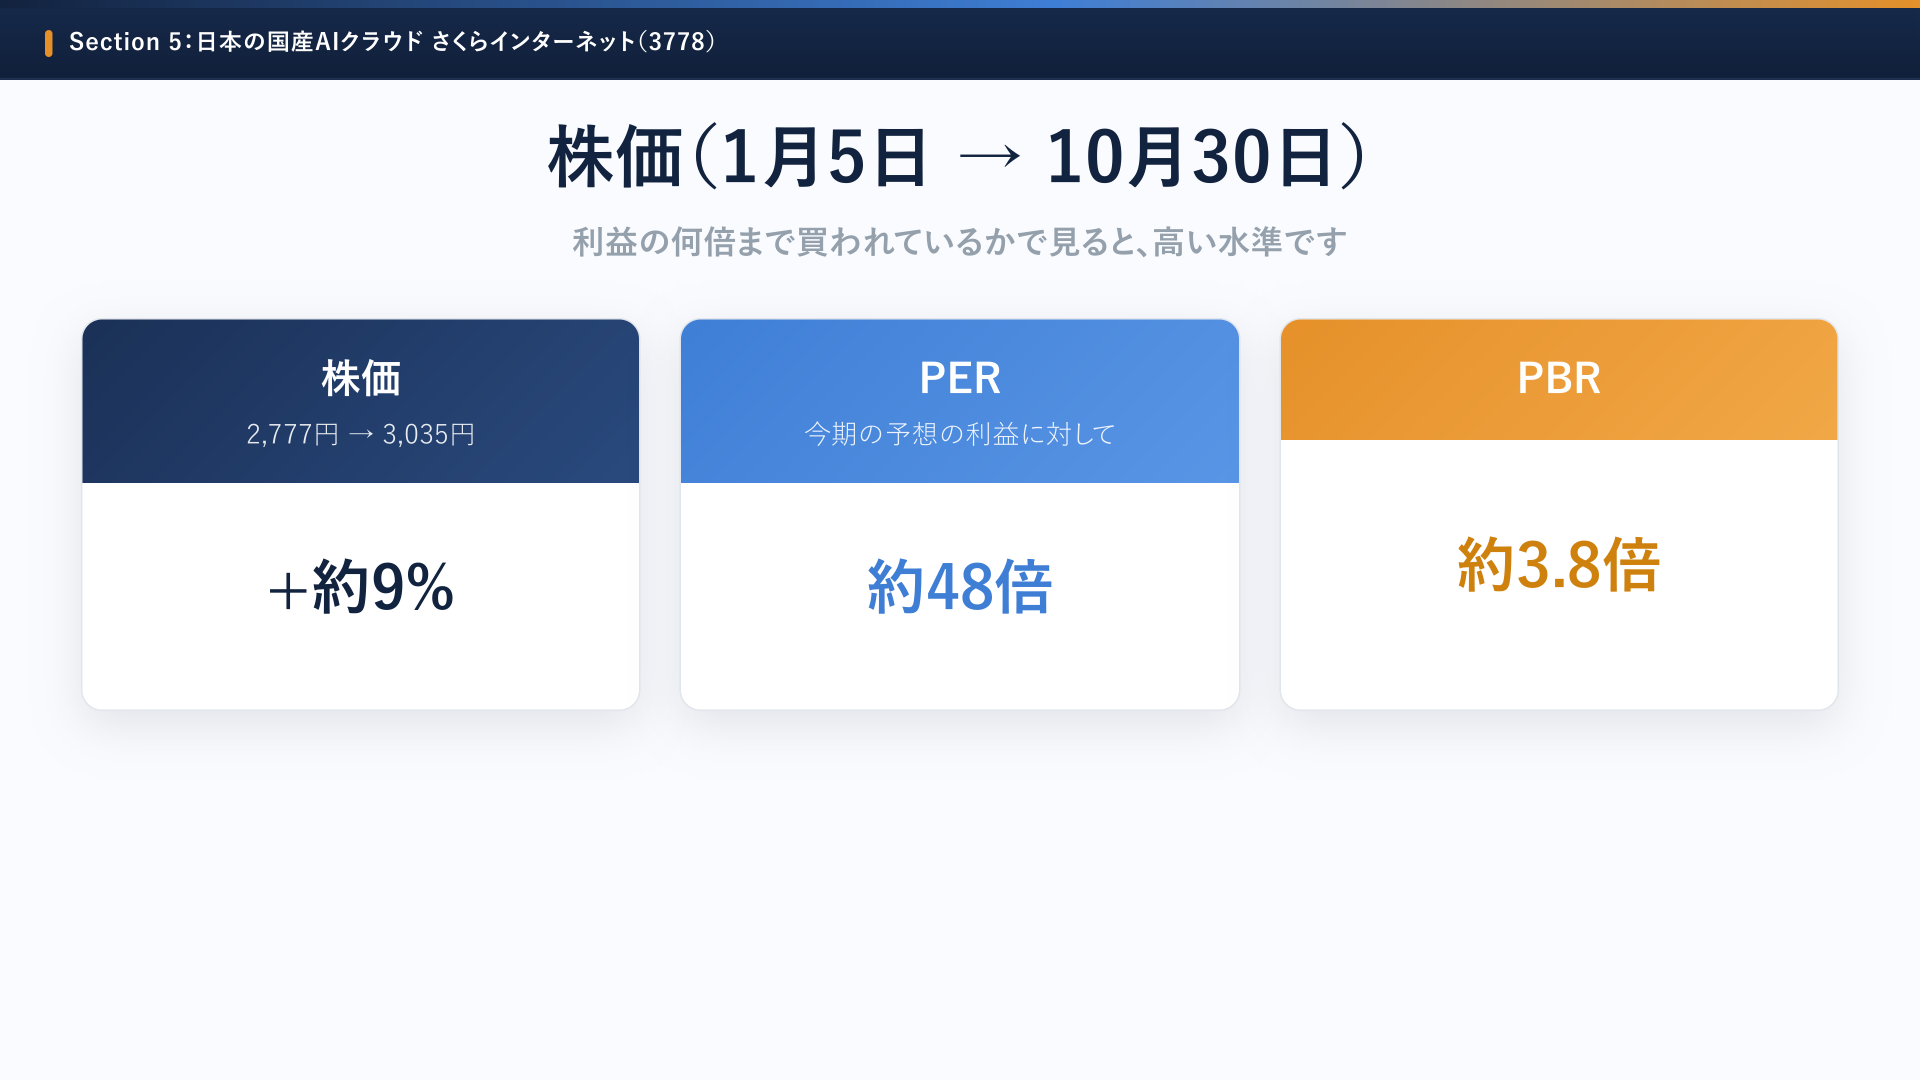 Section 5：日本の国産AIクラウド さくらインターネット（3778）
株価（1月5日 → 10月30日）
利益の何倍まで買われているかで見ると、高い水準です
株価
2,777円 → 3,035円
+約9%
PER
今期の予想の利益に対して
約48倍
PBR
約3.8倍